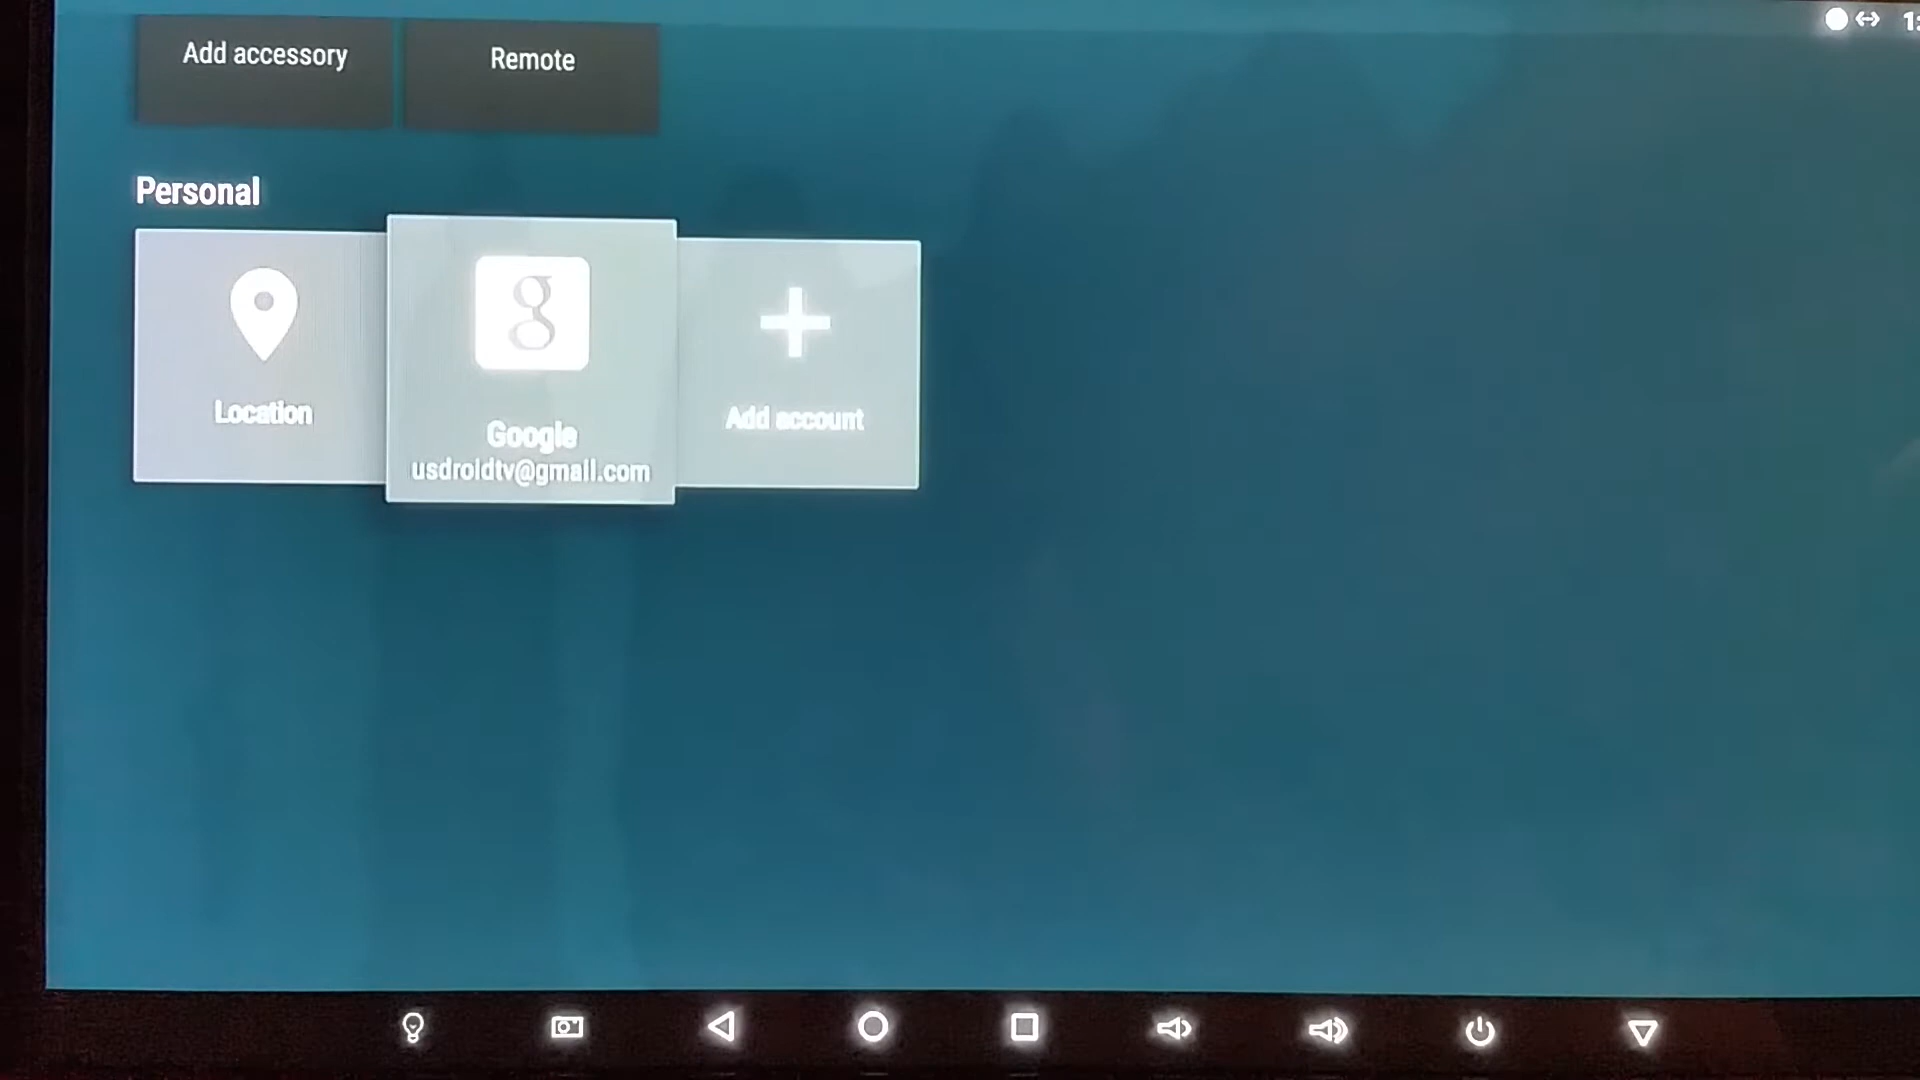 Add accessory
Remote
Personal
Location
g
Google
usdroidtv@gmail.com
Add account